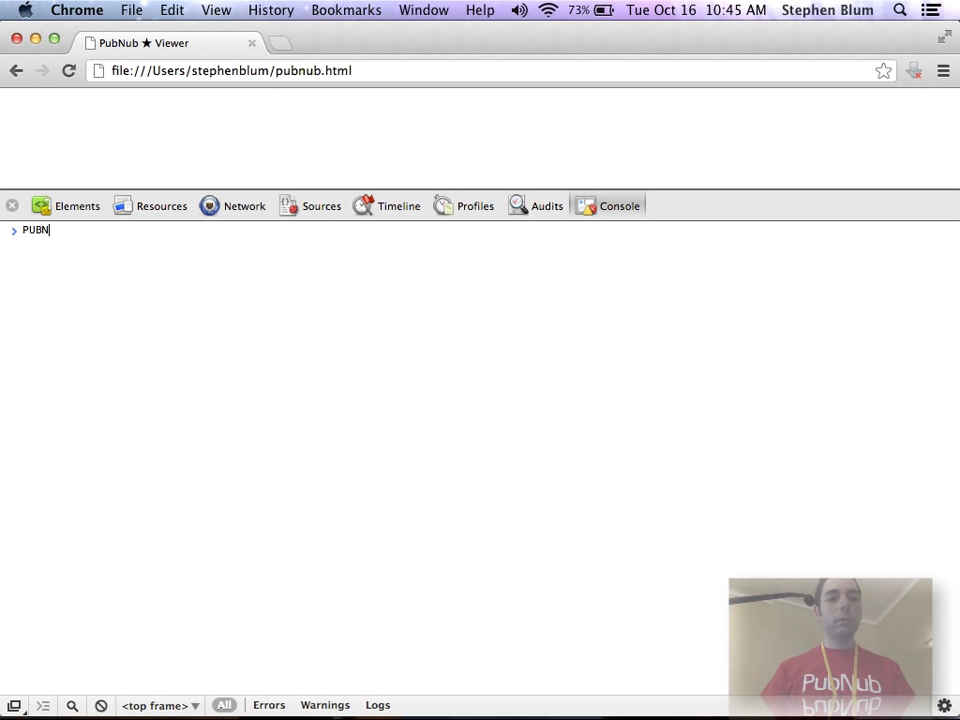 Chrome File Edit View History Bookmarks Window Help 73% Tue Oct 16 10:45 AM Stephen Blum
PubNub ★ Viewer
file:///Users/stephenblum/pubnub.html
Elements Resources Network Sources Timeline Profiles Audits Console
> PUBN
PubNub
<top frame> All Errors Warnings Logs